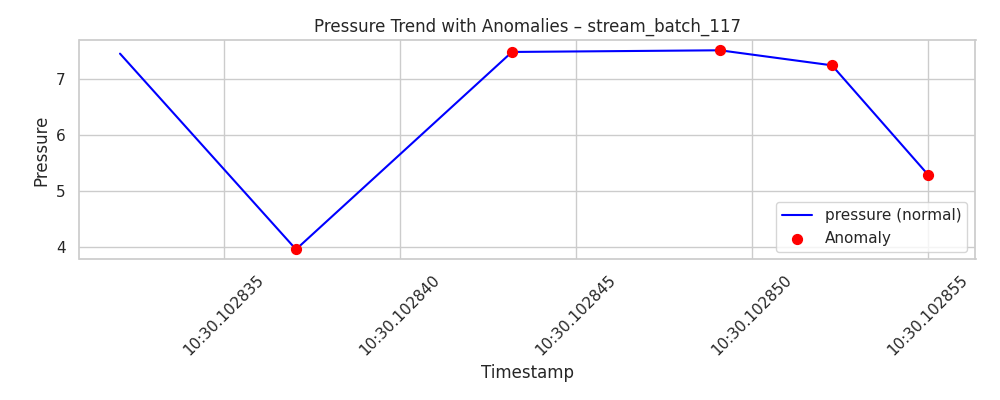 Pressure Trend with Anomalies – stream_batch_117
Pressure
7
6
5
4
pressure (normal)
Anomaly
10:30.102835
10:30.102840
10:30.102845
10:30.102850
10:30.102855
Timestamp